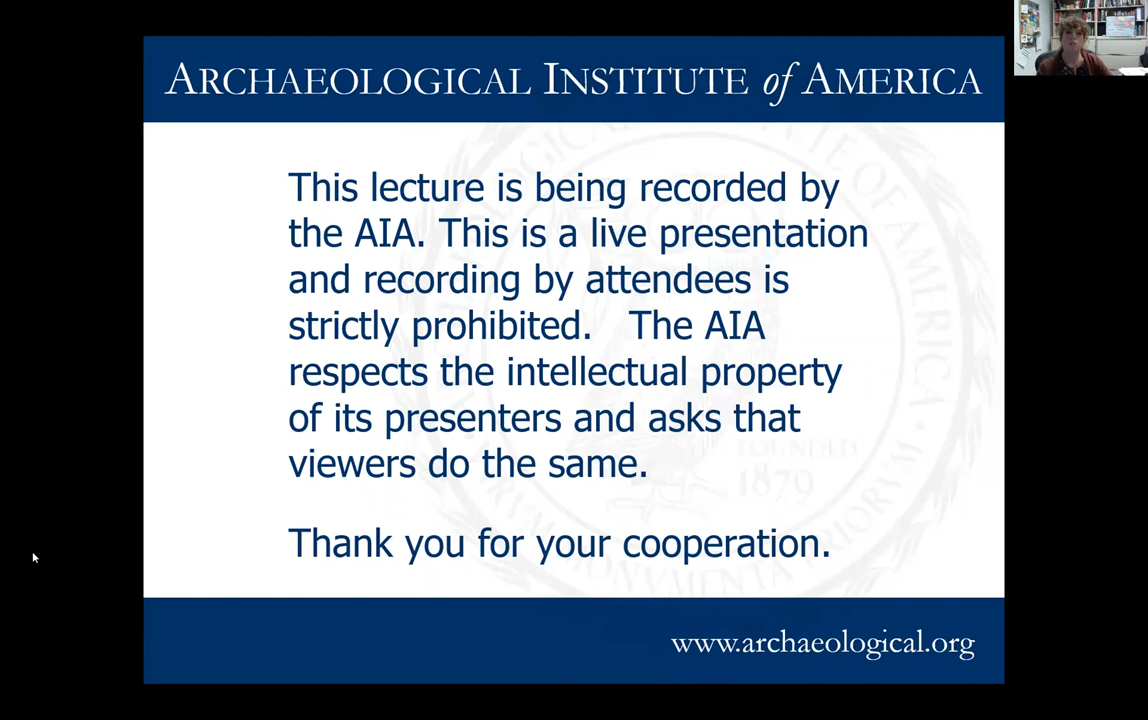 ARCHAEOLOGICAL INSTITUTE of AMERICA
This lecture is being recorded by
the AIA. This is a live presentation
and recording by attendees is
strictly prohibited. The AIA
respects the intellectual property
of its presenters and asks that
viewers do the same.
FOUNDED
1879
Thank you for your cooperation.
www.archaeological.org